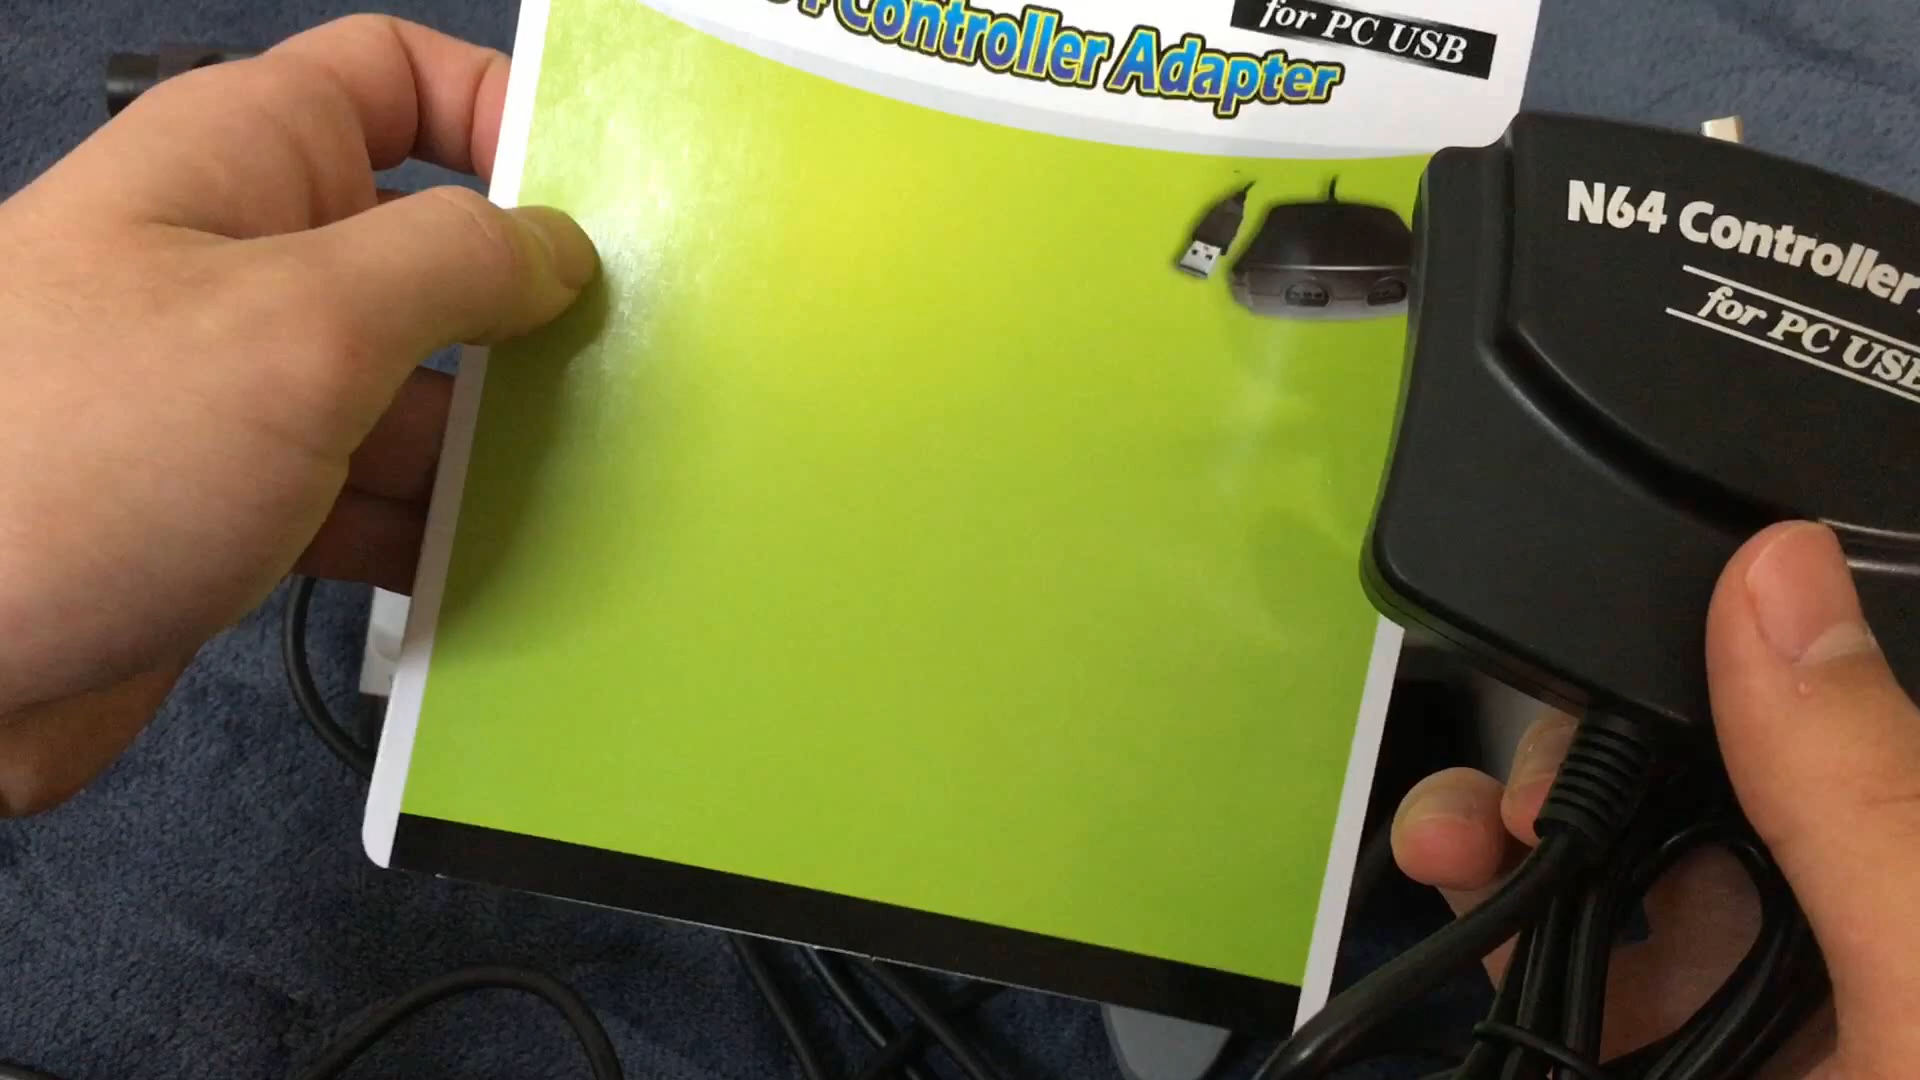 Controller Adapter
for PC USB
N64 Controller
for PC USB